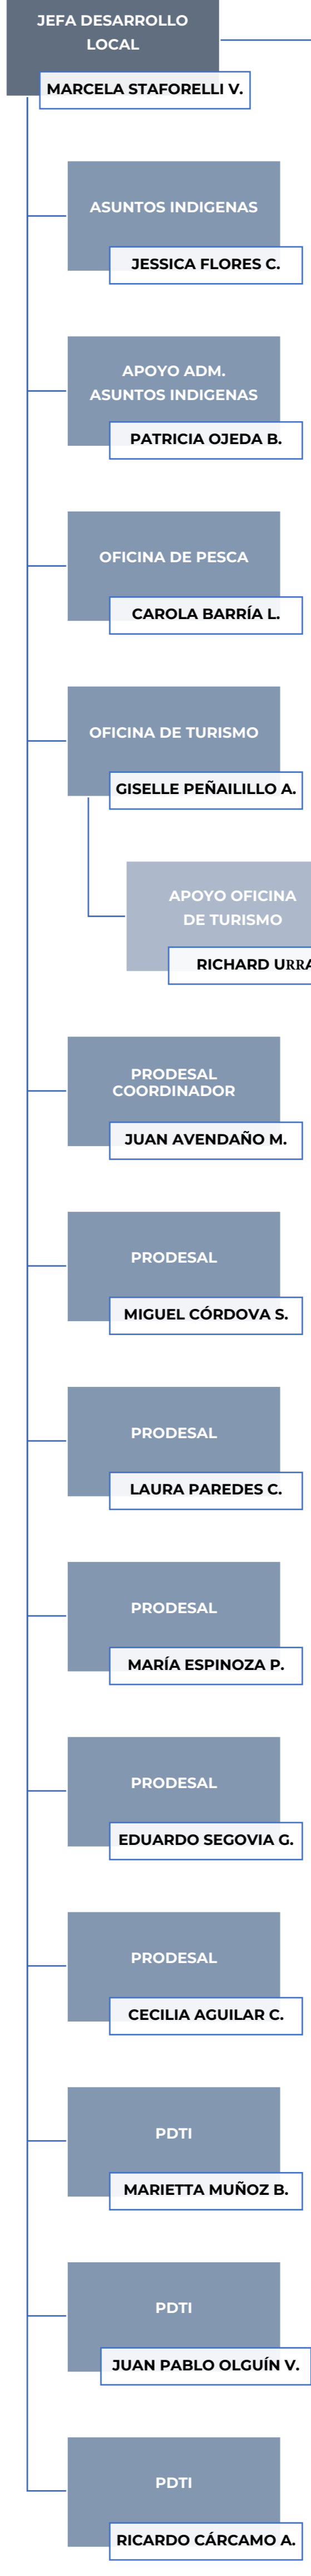 JEFA DESARROLLO
LOCAL
MARCELA STAFORELLI V.
ASUNTOS INDIGENAS
JESSICA FLORES C.
APOYO ADM.
ASUNTOS INDIGENAS
PATRICIA OJEDA B.
OFICINA DE PESCA
CAROLA BARRÍA L.
OFICINA DE TURISMO
GISELLE PEÑAILILLO A.
APOYO OFICINA
DE TURISMO
RICHARD URRA
PRODESAL
COORDINADOR
JUAN AVENDAÑO M.
PRODESAL
MIGUEL CÓRDOVA S.
PRODESAL
LAURA PAREDES C.
PRODESAL
MARÍA ESPINOZA P.
PRODESAL
EDUARDO SEGOVIA G.
PRODESAL
CECILIA AGUILAR C.
PDTI
MARIETTA MUÑOZ B.
PDTI
JUAN PABLO OLGUÍN V.
PDTI
RICARDO CÁRCAMO A.